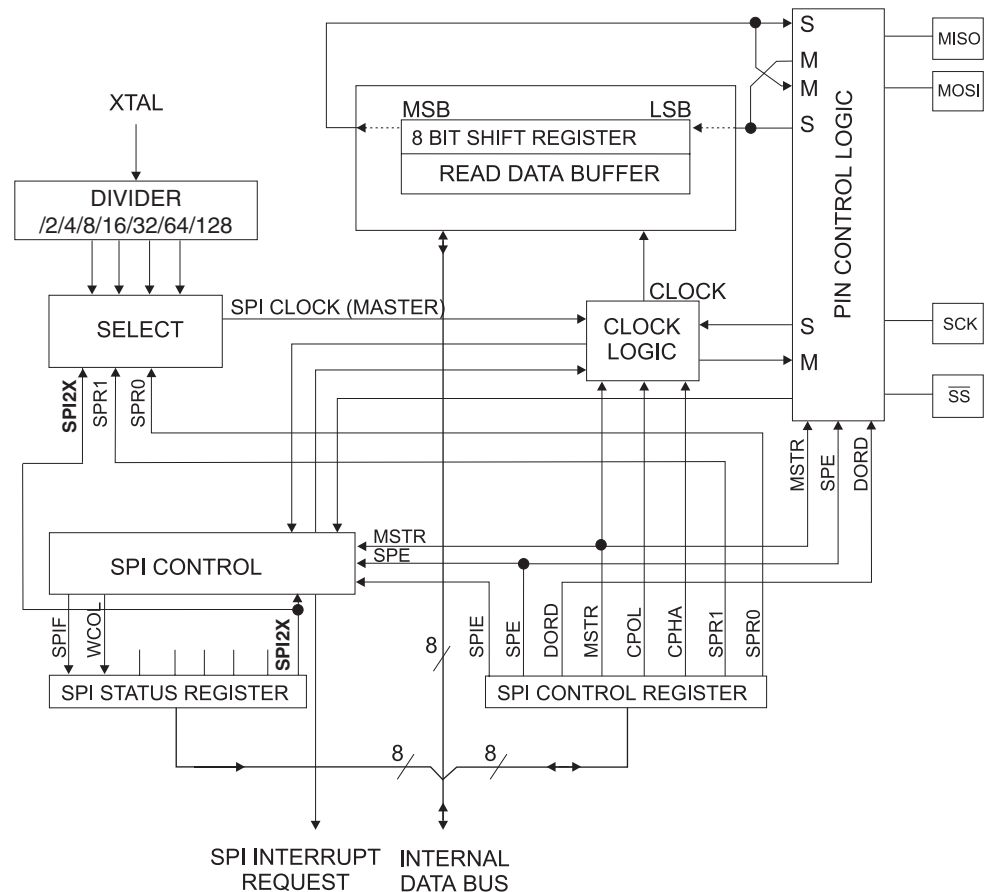 S
MISO
M
M
MOSI
XTAL
MSB
LSB
S
8 BIT SHIFT REGISTER
READ DATA BUFFER
DIVIDER
/2/4/8/16/32/64/128
PIN CONTROL LOGIC
SPI CLOCK (MASTER)
CLOCK
SELECT
CLOCK
LOGIC
S
SCK
M
SPI2X
SPR1
SPR0
SS
MSTR
SPE
DORD
MSTR
SPE
SPI CONTROL
SPIF
WCOL
SPI2X
8
SPIE
SPE
DORD
MSTR
CPOL
CPHA
SPR1
SPR0
SPI STATUS REGISTER
SPI CONTROL REGISTER
8
8
SPI INTERRUPT
REQUEST
INTERNAL
DATA BUS